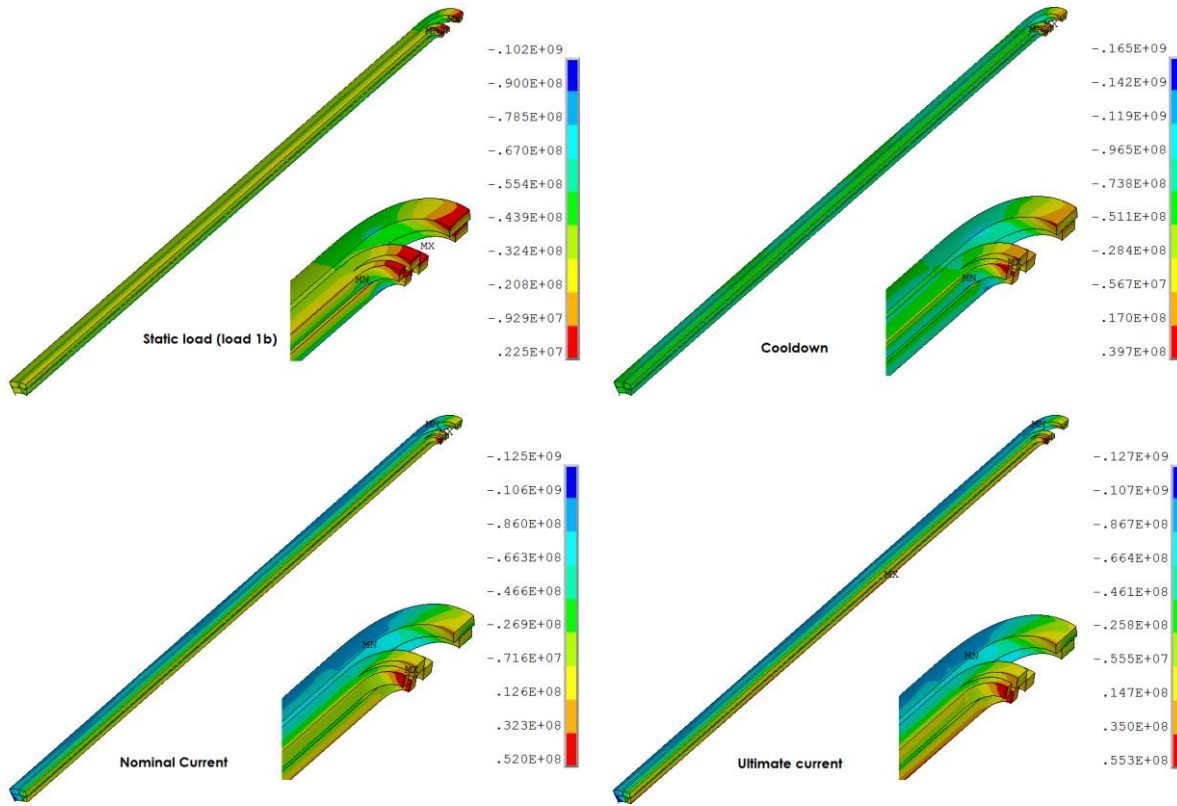 -.102E+09
-.900E+08
-.785E+08
-.670E+08
-.554E+08
-.439E+08
-.324E+08
-.208E+08
-.929E+07
.225E+07
MX
MN
Static load (load 1b)
-.165E+09
-.142E+09
-.119E+09
-.965E+08
-.738E+08
-.511E+08
-.284E+08
-.567E+07
.170E+08
.397E+08
MX
MN
Cooldown
MN
MX
-.125E+09
-.106E+09
-.860E+08
-.663E+08
-.466E+08
-.269E+08
-.716E+07
.126E+08
.323E+08
.520E+08
MN
MX
Nominal Current
MN
MX
-.127E+09
-.107E+09
-.867E+08
-.664E+08
-.461E+08
-.258E+08
-.555E+07
.147E+08
.350E+08
.553E+08
MN
Ultimate current